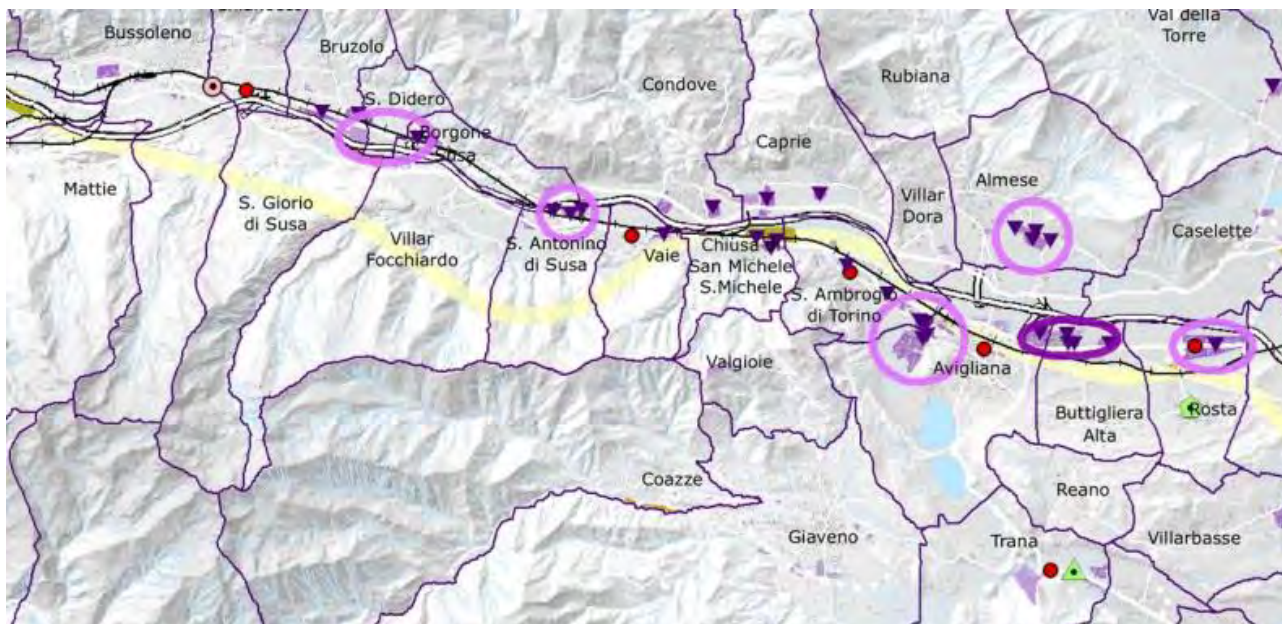 Bussoleno
Bruzolo
Val della
Torre
Condove
Rubiana
S. Didero
Borgone
Susa
Caprie
Mattie
Almese
Villar
Dora
S. Giorio
di Susa
Villar
Focchiardo
S. Antonino
di Susa
Vaie
Chiusa
San Michele
S.Michele
Caselette
S. Ambrogio
di Torino
Valgioie
Avigliana
Buttigliera
Alta
Rosta
Coazze
Reano
Giaveno
Trana
Villarbasse